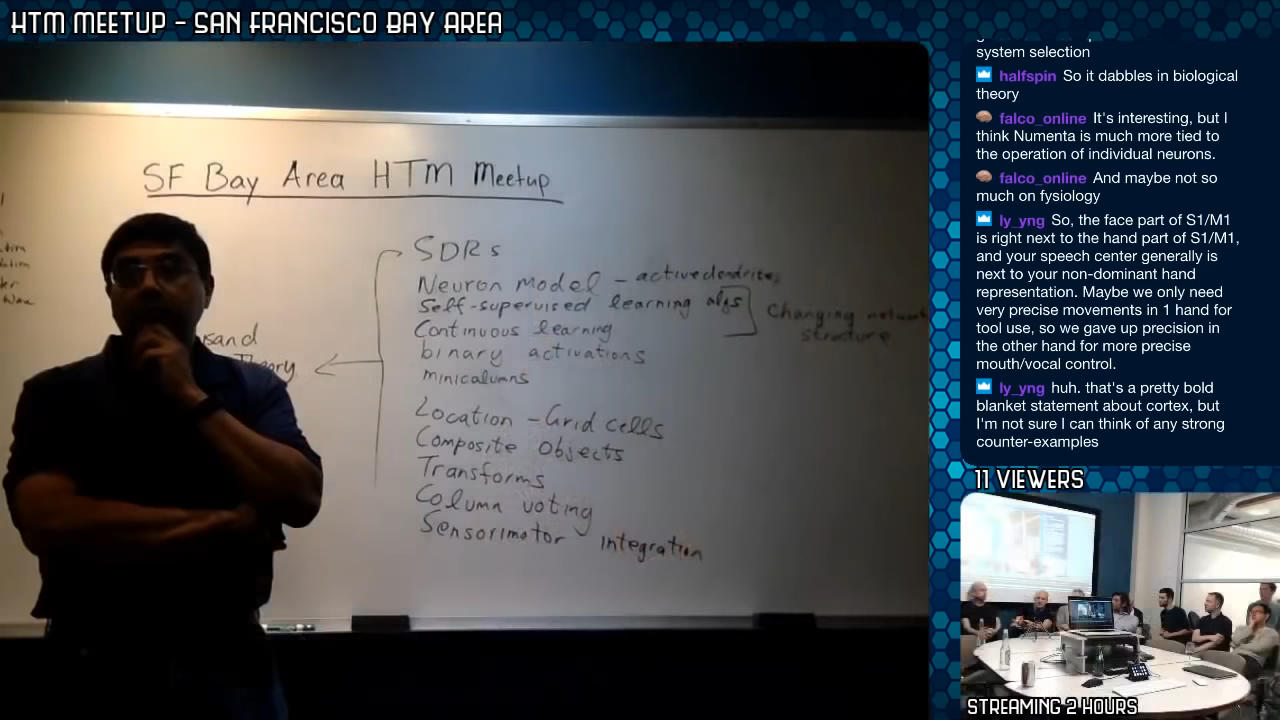 HTM MEETUP - SAN FRANCISCO BAY AREA
SF Bay Area HTM Meetup
SDRs
Neuron model - active dendrites
Self-supervised learning algs
Continuous learning
binary activations
minicolumns
Changing
structure
Location - Grid cells
Composite Objects
Transforms
Column voting
Sensorimotor integration
system selection
halfspin So it dabbles in biological
theory
falco_online It's interesting, but I
think Numenta is much more tied to
the operation of individual neurons.
falco_online And maybe not so
much on fysiology
ly_yng So, the face part of S1/M1
is right next to the hand part of S1/M1,
and your speech center generally is
next to your non-dominant hand
representation. Maybe we only need
very precise movements in 1 hand for
tool use, so we gave up precision in
the other hand for more precise
mouth/vocal control.
ly_yng huh. that's a pretty bold
blanket statement about cortex, but
I'm not sure I can think of any strong
counter-examples
11 VIEWERS
STREAMING 2 HOURS